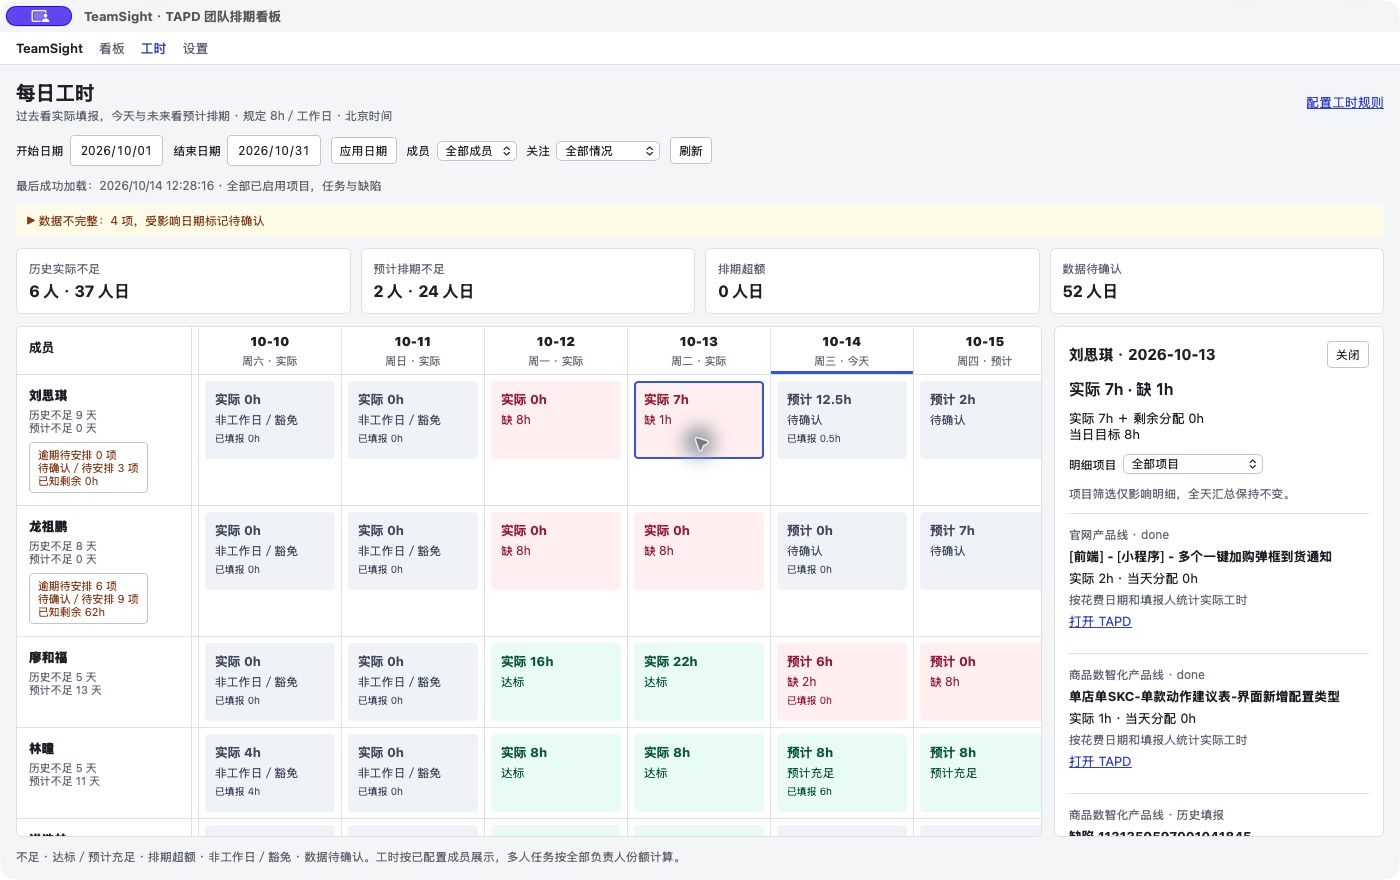 TeamSight · TAPD 团队排期看板
TeamSight 看板 工时 设置
每日工时
过去看实际填报，今天与未来看预计排期 · 规定 8h / 工作日 · 北京时间
配置工时规则
开始日期 2026/10/01 结束日期 2026/10/31 应用日期 成员 全部成员 关注 全部情况 刷新
最后成功加载：2026/10/14 12:28:16 · 全部已启用项目，任务与缺陷
▶ 数据不完整：4 项，受影响日期标记待确认
历史实际不足
6 人 · 37 人日
预计排期不足
2 人 · 24 人日
排期超额
0 人日
数据待确认
52 人日
成员
10-10
周六 · 实际
10-11
周日 · 实际
10-12
周一 · 实际
10-13
周二 · 实际
10-14
周三 · 今天
10-15
周四 · 预计
刘思琪
历史不足 9 天
预计不足 0 天
逾期待安排 0 项
待确认 / 待安排 3 项
已知剩余 0h
实际 0h
非工作日 / 豁免
已填报 0h
实际 0h
非工作日 / 豁免
已填报 0h
实际 0h
缺 8h
实际 7h
缺 1h
预计 12.5h
待确认
已填报 0.5h
预计 2h
待确认
龙祖鹏
历史不足 8 天
预计不足 0 天
逾期待安排 6 项
待确认 / 待安排 9 项
已知剩余 62h
实际 0h
非工作日 / 豁免
已填报 0h
实际 0h
非工作日 / 豁免
已填报 0h
实际 0h
缺 8h
实际 0h
缺 8h
预计 0h
待确认
已填报 0h
预计 7h
待确认
廖和福
历史不足 5 天
预计不足 13 天
实际 0h
非工作日 / 豁免
已填报 0h
实际 0h
非工作日 / 豁免
已填报 0h
实际 16h
达标
实际 22h
达标
预计 6h
缺 2h
已填报 0h
预计 0h
缺 8h
林曈
历史不足 5 天
预计不足 11 天
实际 4h
非工作日 / 豁免
已填报 4h
实际 0h
非工作日 / 豁免
已填报 0h
实际 8h
达标
实际 8h
达标
预计 8h
预计充足
已填报 6h
预计 8h
预计充足
刘思琪 · 2026-10-13
关闭
实际 7h · 缺 1h
实际 7h ＋ 剩余分配 0h
当日目标 8h
明细项目 全部项目
项目筛选仅影响明细，全天汇总保持不变。
官网产品线 · done
[前端] - [小程序] - 多个一键加购弹框到货通知
实际 2h · 当天分配 0h
按花费日期和填报人统计实际工时
打开 TAPD
商品数智化产品线 · done
单店单SKC-单款动作建议表-界面新增配置类型
实际 1h · 当天分配 0h
按花费日期和填报人统计实际工时
打开 TAPD
商品数智化产品线 · 历史填报
不足 · 达标 / 预计充足 · 排期超额 · 非工作日 / 豁免 · 数据待确认。工时按已配置成员展示，多人任务按全部负责人份额计算。